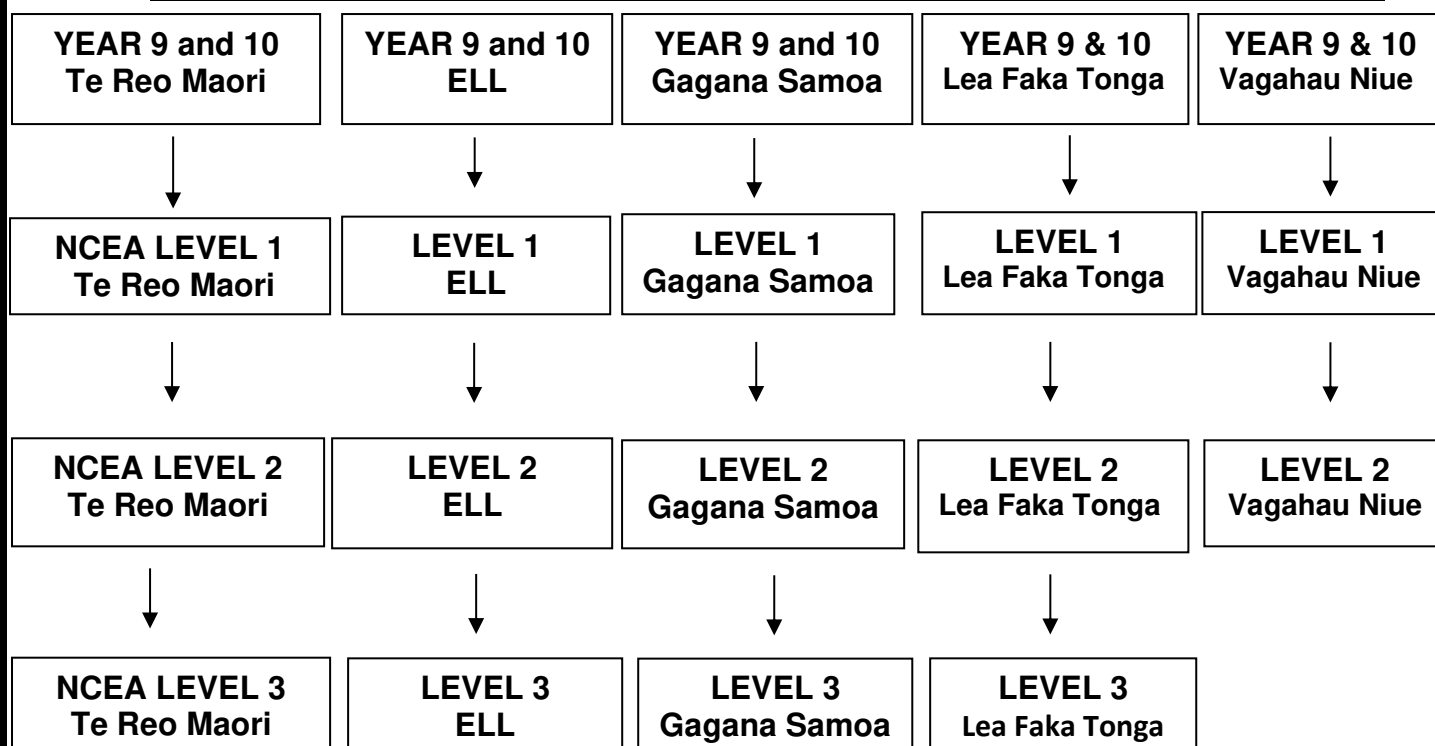 YEAR 9 and 10
Te Reo Maori
YEAR 9 and 10
ELL
YEAR 9 and 10
Gagana Samoa
YEAR 9 & 10
Lea Faka Tonga
YEAR 9 & 10
Vagahau Niue
NCEA LEVEL 1
Te Reo Maori
LEVEL 1
ELL
LEVEL 1
Gagana Samoa
LEVEL 1
Lea Faka Tonga
LEVEL 1
Vagahau Niue
NCEA LEVEL 2
Te Reo Maori
LEVEL 2
ELL
LEVEL 2
Gagana Samoa
LEVEL 2
Lea Faka Tonga
LEVEL 2
Vagahau Niue
NCEA LEVEL 3
Te Reo Maori
LEVEL 3
ELL
LEVEL 3
Gagana Samoa
LEVEL 3
Lea Faka Tonga